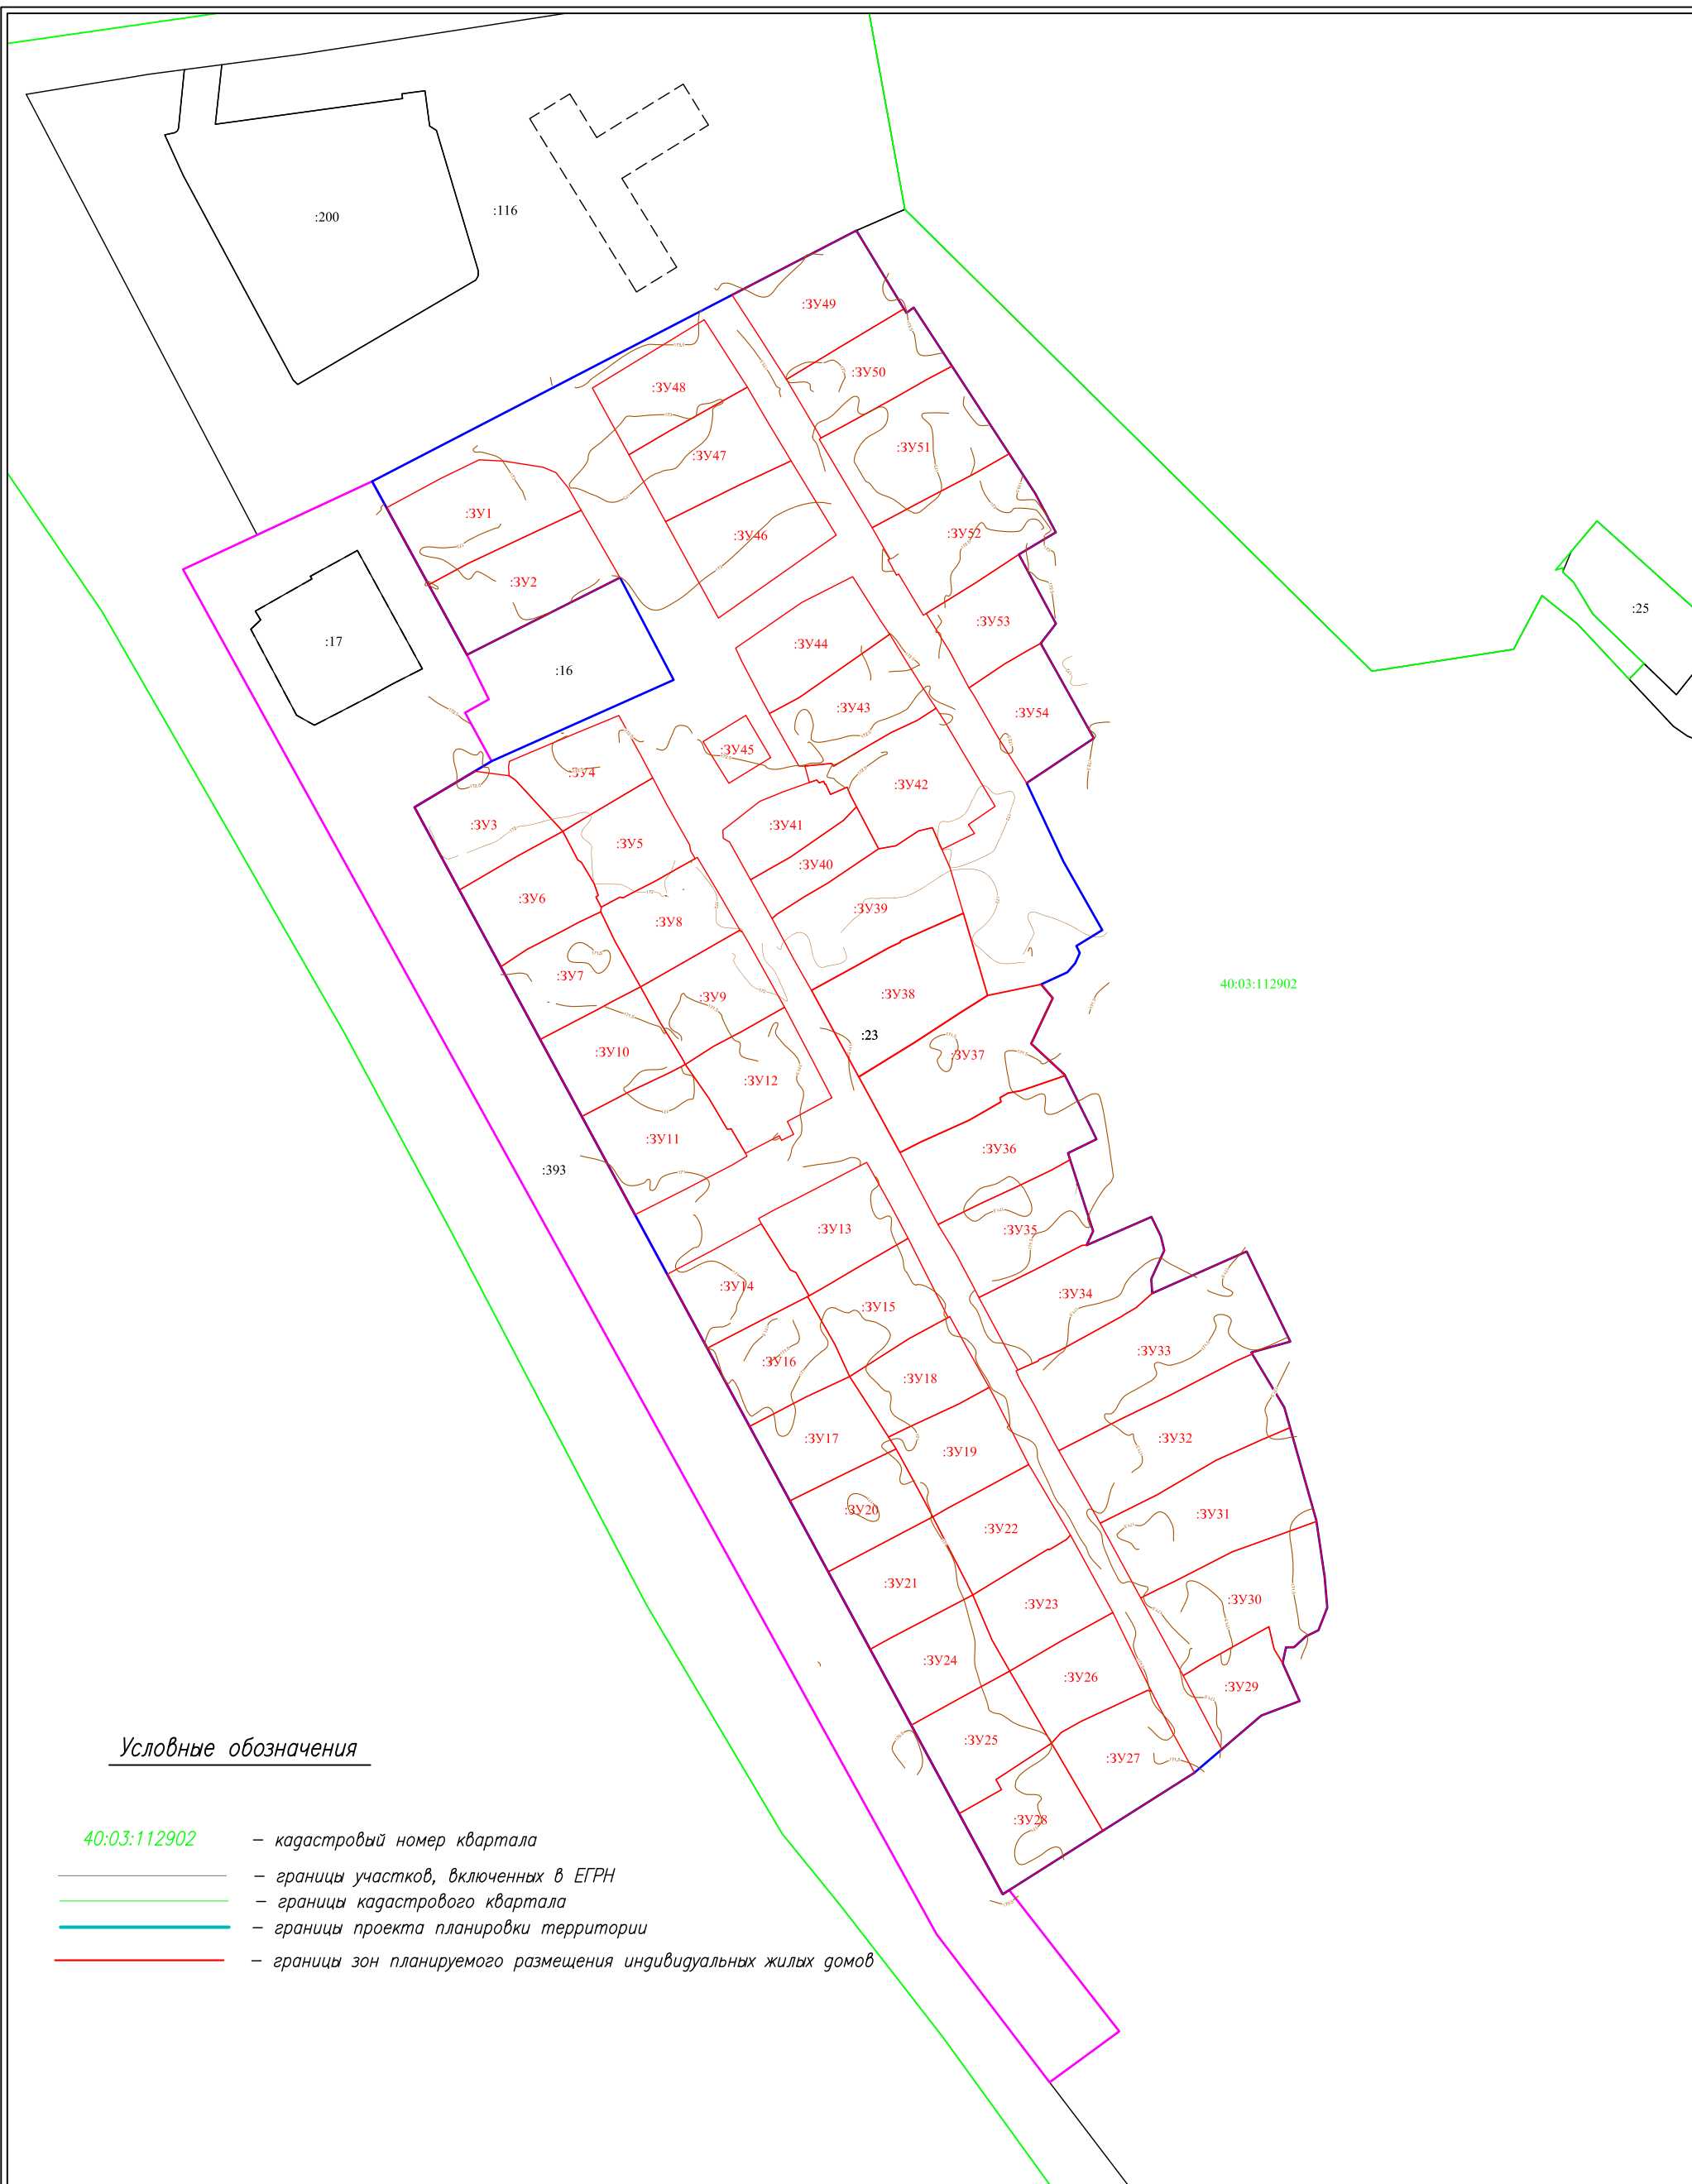 :200
:116
:ЗУ49
:ЗУ50
:ЗУ48
:ЗУ51
:ЗУ47
:ЗУ1
:ЗУ46
:ЗУ52
:ЗУ2
:25
:ЗУ53
:17
:ЗУ44
:16
:ЗУ43
:ЗУ54
:ЗУ45
:ЗУ4
:ЗУ42
:ЗУ3
:ЗУ41
:ЗУ5
:ЗУ40
:ЗУ6
:ЗУ39
:ЗУ8
:ЗУ7
40:03:112902
:ЗУ9
:ЗУ38
:23
:ЗУ10
:ЗУ37
:ЗУ12
:ЗУ11
:ЗУ36
:393
:ЗУ13
:ЗУ35
:ЗУ14
:ЗУ34
:ЗУ15
:ЗУ33
:ЗУ16
:ЗУ18
:ЗУ17
:ЗУ32
:ЗУ19
:ЗУ20
:ЗУ31
:ЗУ22
:ЗУ21
:ЗУ30
:ЗУ23
:ЗУ24
:ЗУ26
:ЗУ29
:ЗУ25
:ЗУ27
:ЗУ28
Условные обозначения
40:03:112902 – кадастровый номер квартала
– границы участков, включенных в ЕГРН
– границы кадастрового квартала
– границы проекта планировки территории
– границы зон планируемого размещения индивидуальных жилых домов